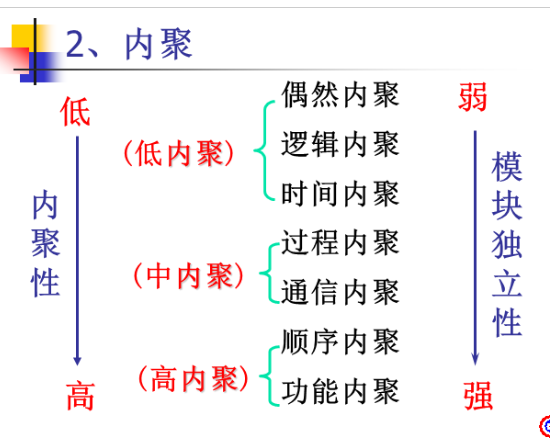 2、内聚
低
偶然内聚
弱
(低内聚)
逻辑内聚
时间内聚
内聚性
模块独立性
过程内聚
(中内聚)
通信内聚
顺序内聚
(高内聚)
功能内聚
高
强